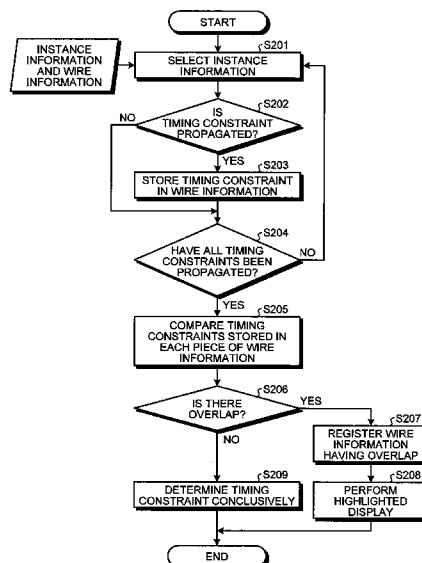 START
S201
INSTANCE
INFORMATION
AND WIRE
INFORMATION
SELECT INSTANCE
INFORMATION
S202
IS
TIMING CONSTRAINT
PROPAGATED?
NO
YES
S203
STORE TIMING CONSTRAINT
IN WIRE INFORMATION
S204
HAVE ALL TIMING
CONSTRAINTS BEEN
PROPAGATED?
NO
YES
S205
COMPARE TIMING
CONSTRAINTS STORED IN
EACH PIECE OF WIRE
INFORMATION
S206
IS THERE
OVERLAP?
YES
NO
S207
REGISTER WIRE
INFORMATION
HAVING OVERLAP
S209
DETERMINE TIMING
CONSTRAINT CONCLUSIVELY
S208
PERFORM
HIGHLIGHTED
DISPLAY
END